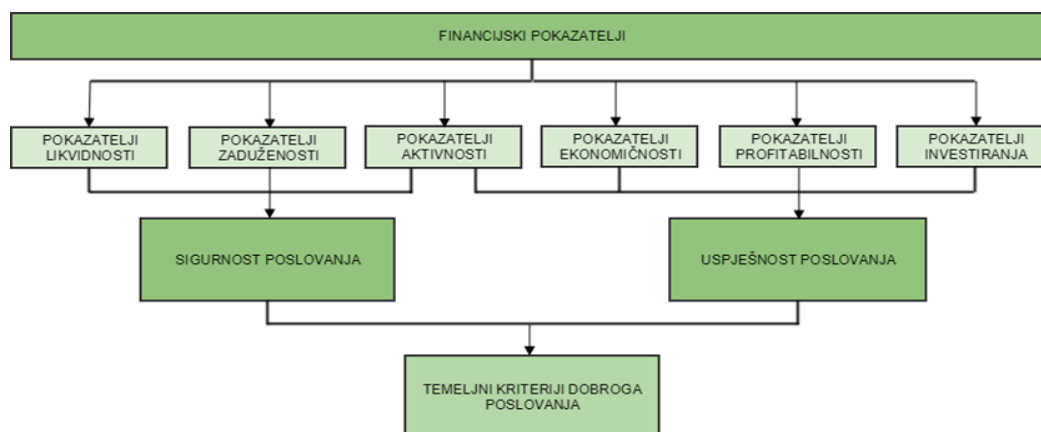 FINANCIJSKI POKAZATELJI
POKAZATELJI
LIKVIDNOSTI
POKAZATELJI
ZADUŽENOSTI
POKAZATELJI
AKTIVNOSTI
POKAZATELJI
EKONOMIČNOSTI
POKAZATELJI
PROFITABILNOSTI
POKAZATELJI
INVESTIRANJA
SIGURNOST POSLOVANJA
USPJEŠNOST POSLOVANJA
TEMELJNI KRITERIJI DOBROGA
POSLOVANJA